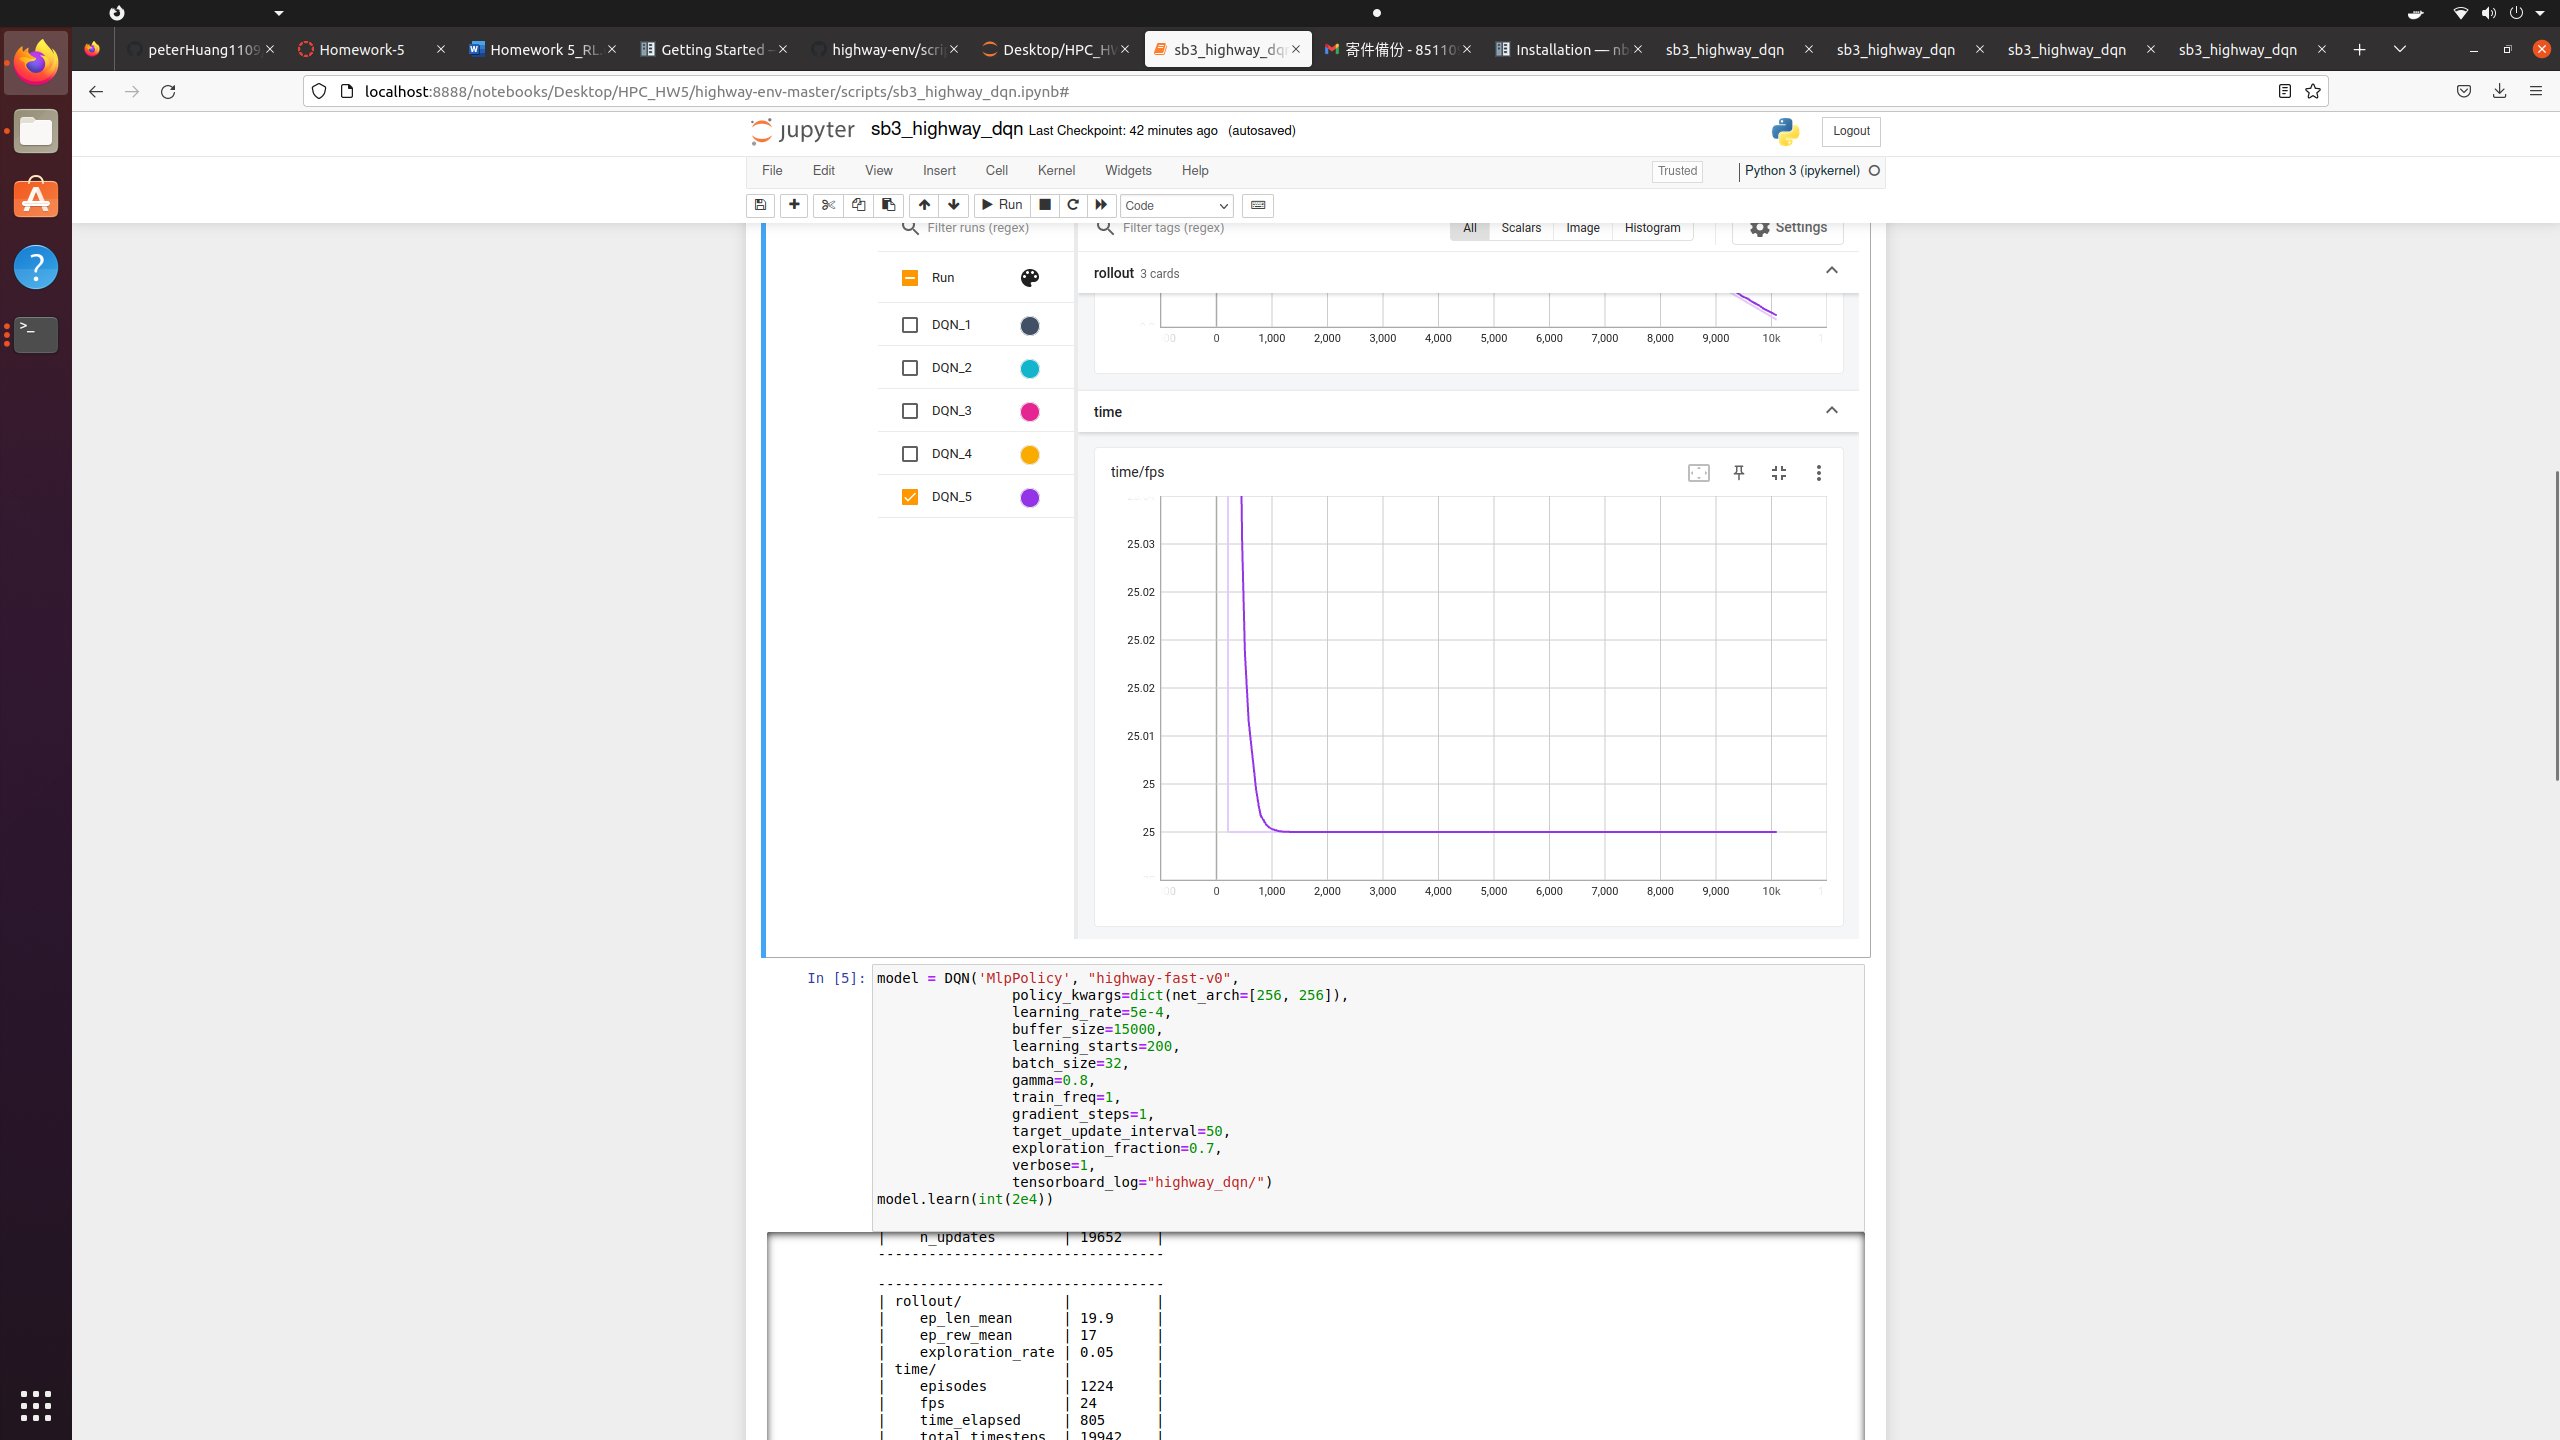 peterHuang1109
Homework-5
Homework 5_RL.
Getting Started -
highway-env/scri
Desktop/HPC_HW
sb3_highway_dq
寄件備份 - 85110
Installation — nb
sb3_highway_dqn
sb3_highway_dqn
sb3_highway_dqn
sb3_highway_dqn
localhost:8888/notebooks/Desktop/HPC_HW5/highway-env-master/scripts/sb3_highway_dqn.ipynb#
jupyter sb3_highway_dqn Last Checkpoint: 42 minutes ago (autosaved)
Logout
File Edit View Insert Cell Kernel Widgets Help
Trusted
Python 3 (ipykernel)
Run
Code
Filter runs (regex)
Filter tags (regex)
All Scalars Image Histogram
Settings
Run
DQN_1
DQN_2
DQN_3
DQN_4
DQN_5
rollout 3 cards
0 1,000 2,000 3,000 4,000 5,000 6,000 7,000 8,000 9,000 10k
time
time/fps
25.03
25.02
25.02
25.02
25.01
25
25
0 1,000 2,000 3,000 4,000 5,000 6,000 7,000 8,000 9,000 10k
In [5]: model = DQN('MlpPolicy', "highway-fast-v0",
policy_kwargs=dict(net_arch=[256, 256]),
learning_rate=5e-4,
buffer_size=15000,
learning_starts=200,
batch_size=32,
gamma=0.8,
train_freq=1,
gradient_steps=1,
target_update_interval=50,
exploration_fraction=0.7,
verbose=1,
tensorboard_log="highway_dqn/")
model.learn(int(2e4))
| n_updates | 19652 |
----------------------------------
----------------------------------
| rollout/ | |
| ep_len_mean | 19.9 |
| ep_rew_mean | 17 |
| exploration_rate | 0.05 |
| time/ | |
| episodes | 1224 |
| fps | 24 |
| time_elapsed | 805 |
| total_timesteps | 19942 |